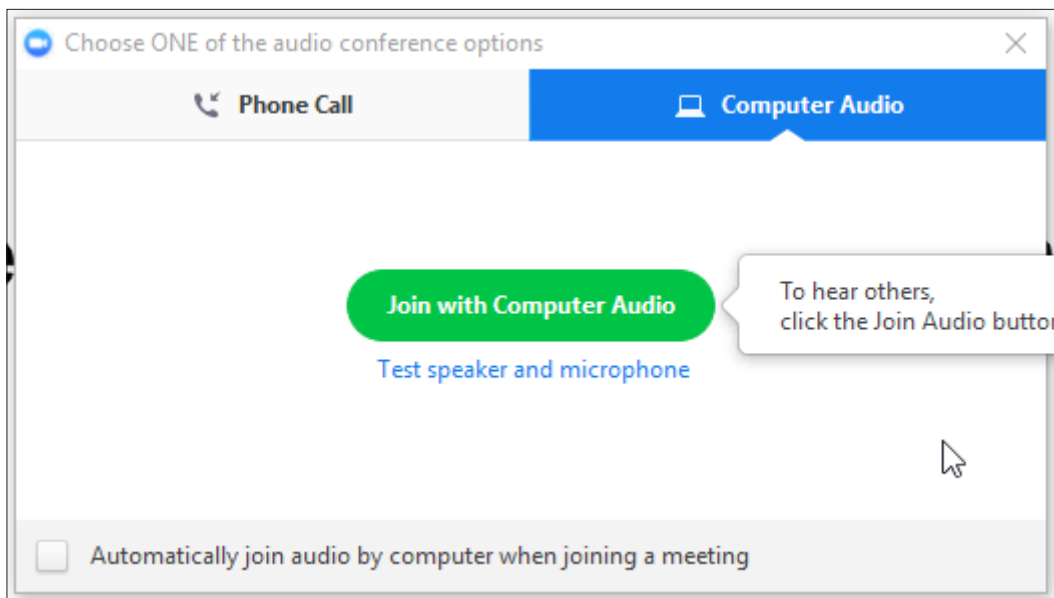 Choose ONE of the audio conference options
Phone Call
Computer Audio
Join with Computer Audio
To hear others,
click the Join Audio
Test speaker and microphone
Automatically join audio by computer when joining a meeting